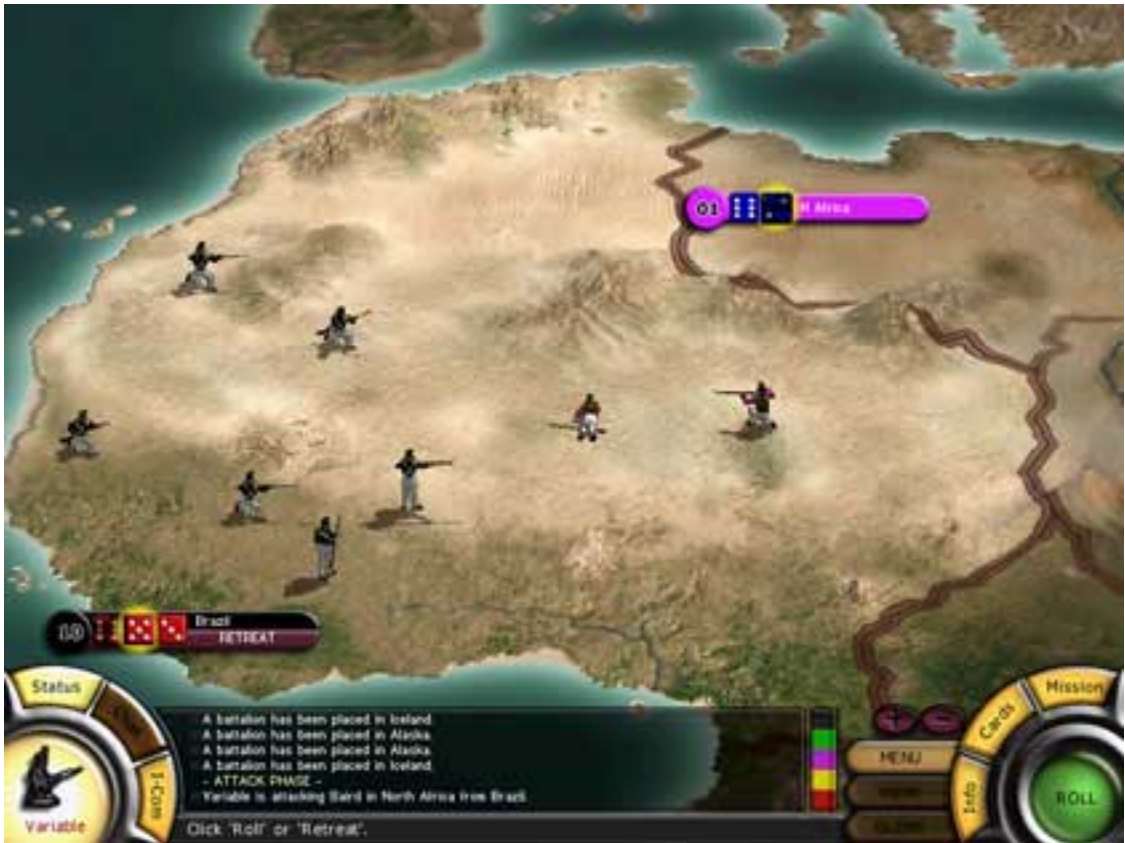 01
N Africa
10
Brazil
RETREAT
Status
Chat
I-Com
Variable
A battalion has been placed in Iceland.
A battalion has been placed in Alaska.
A battalion has been placed in Alaska.
A battalion has been placed in Iceland.
- ATTACK PHASE -
Variable is attacking Baird in North Africa from Brazil.
Click 'Roll' or 'Retreat'.
Mission
Cards
Info
MENU
ROLL